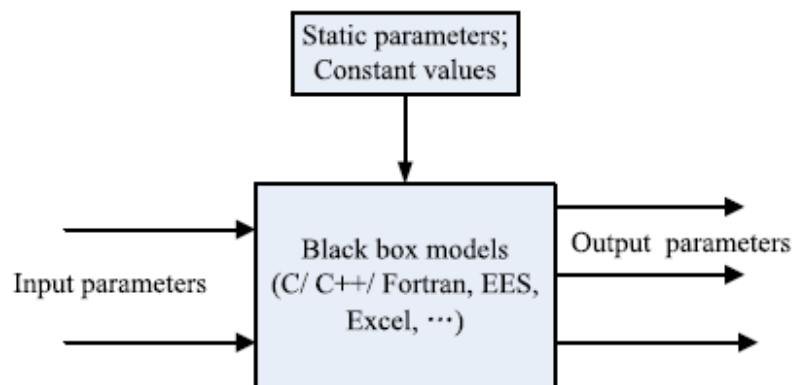 Static parameters;
Constant values
Input parameters
Black box models
(C/ C++/ Fortran, EES,
Excel, ⋯)
Output parameters